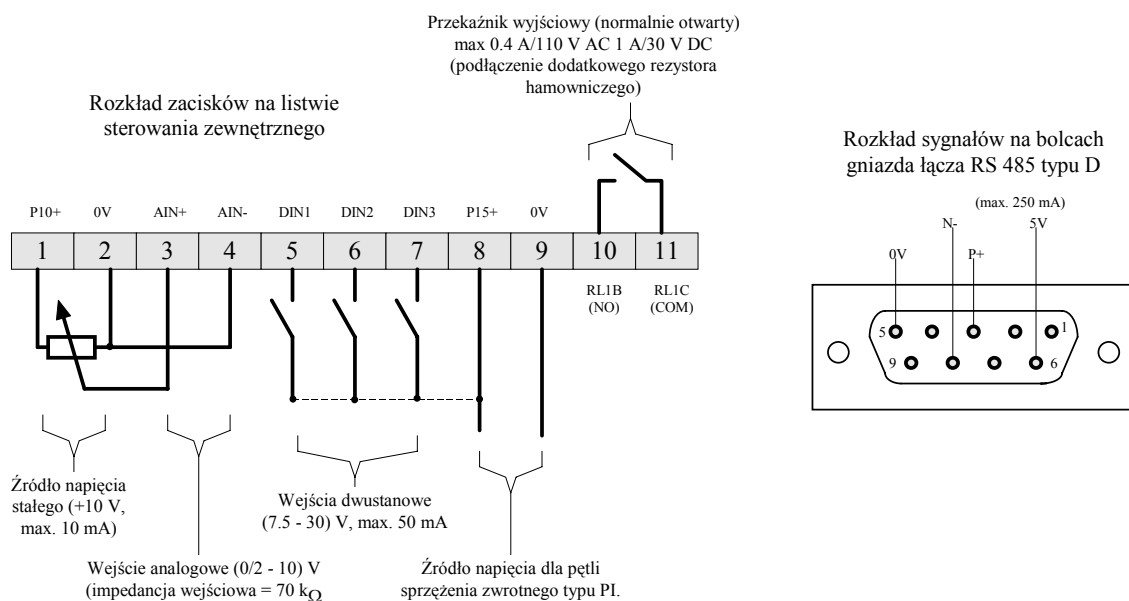 Przekaźnik wyjściowy (normalnie otwarty)
max 0.4 A/110 V AC 1 A/30 V DC
(podłączenie dodatkowego rezystora
hamowniczego)
Rozkład zacisków na listwie
sterowania zewnętrznego
Rozkład sygnałów na bolcach
gniazda łącza RS 485 typu D
P10+ 0V AIN+ AIN- DIN1 DIN2 DIN3 P15+ 0V
1 2 3 4 5 6 7 8 9 10 11
RL1B
(NO)
RL1C
(COM)
(max. 250 mA)
N- 5V
0V P+
5 1
9 6
Źródło napięcia
stałego (+10 V,
max. 10 mA)
Wejścia dwustanowe
(7.5 - 30) V, max. 50 mA
Wejście analogowe (0/2 - 10) V
(impedancja wejściowa = 70 kΩ
Źródło napięcia dla pętli
sprzężenia zwrotnego typu PI.